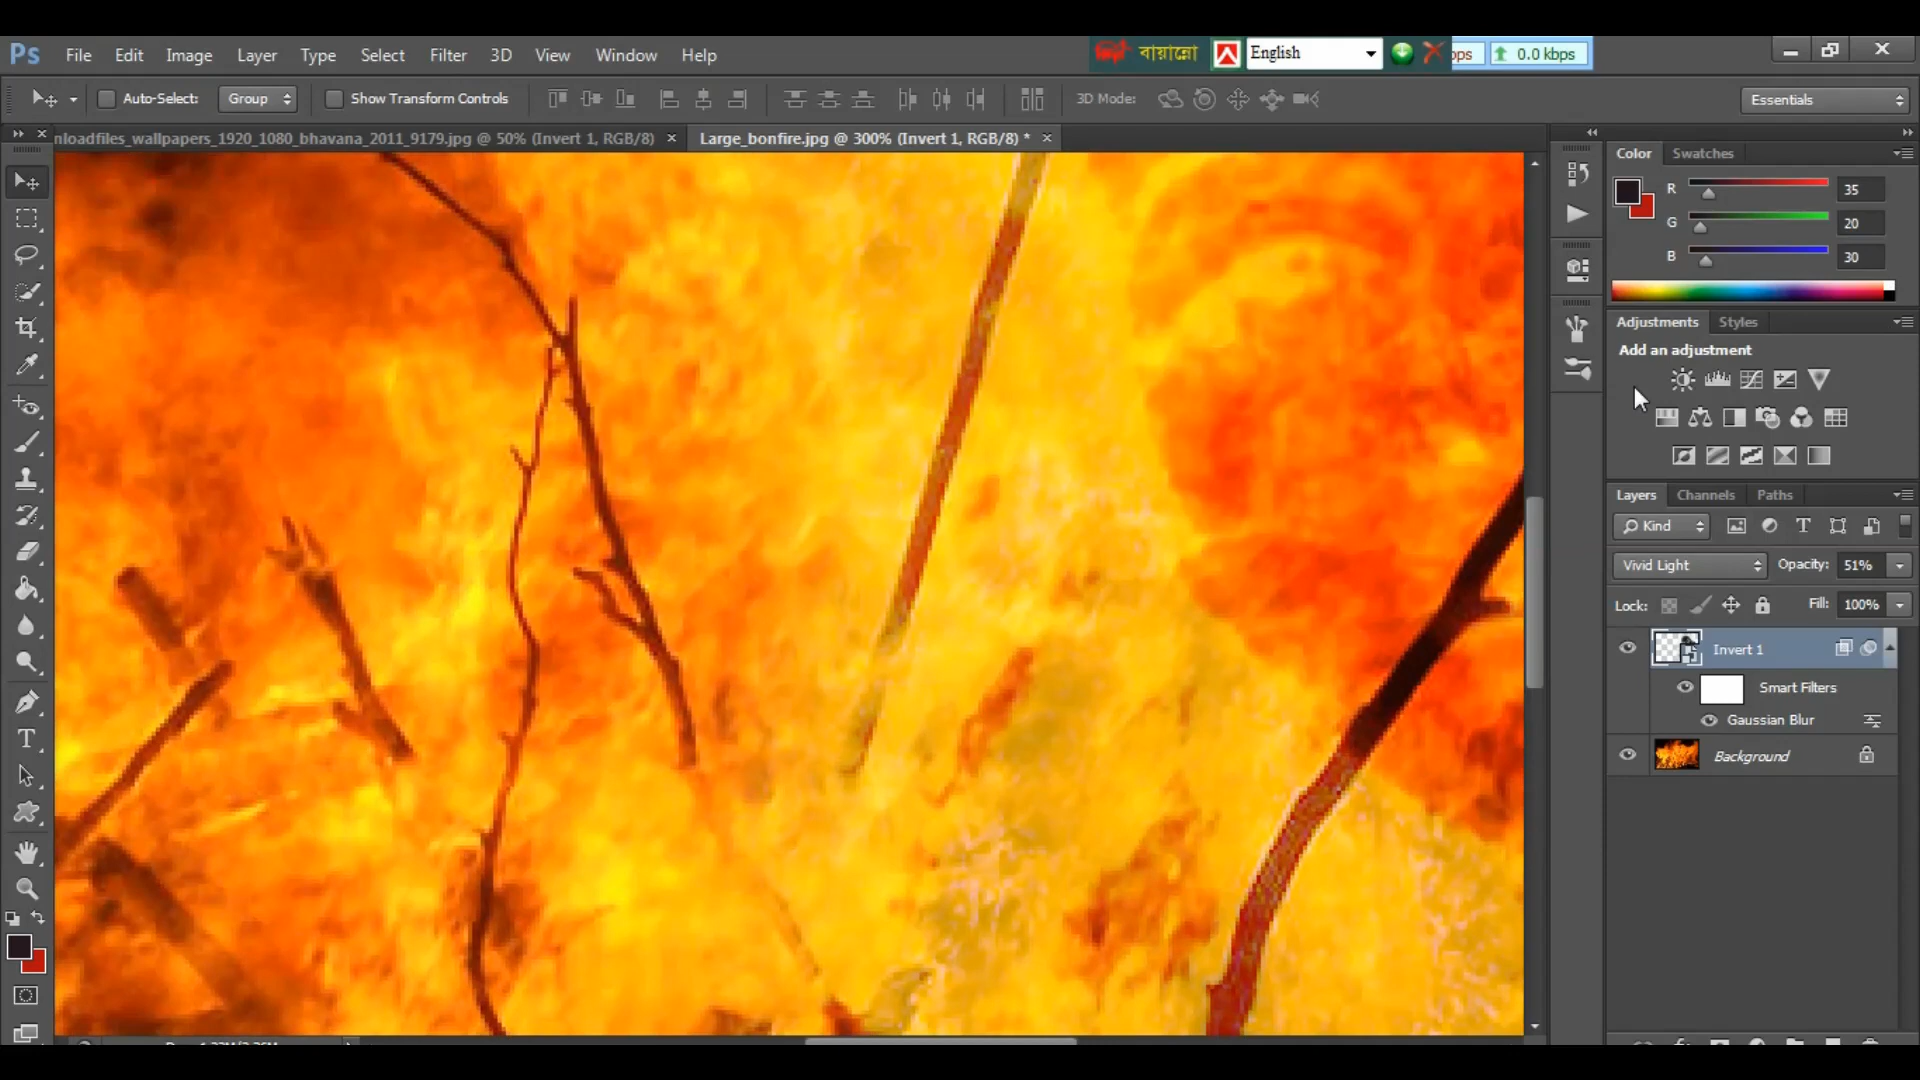 Ps File Edit Image Layer Type Select Filter 3D View Window Help
বায়ান্নো English ops 0.0 kbps
Auto-Select: Group Show Transform Controls 3D Mode: Essentials
nloadfiles_wallpapers_1920_1080_bhavana_2011_9179.jpg @ 50% (Invert 1, RGB/8) × Large_bonfire.jpg @ 300% (Invert 1, RGB/8) * ×
Color Swatches
R 35
G 20
B 30
Adjustments Styles
Add an adjustment
Layers Channels Paths
Kind
Vivid Light Opacity: 51%
Lock: Fill: 100%
Invert 1
Smart Filters
Gaussian Blur
Background